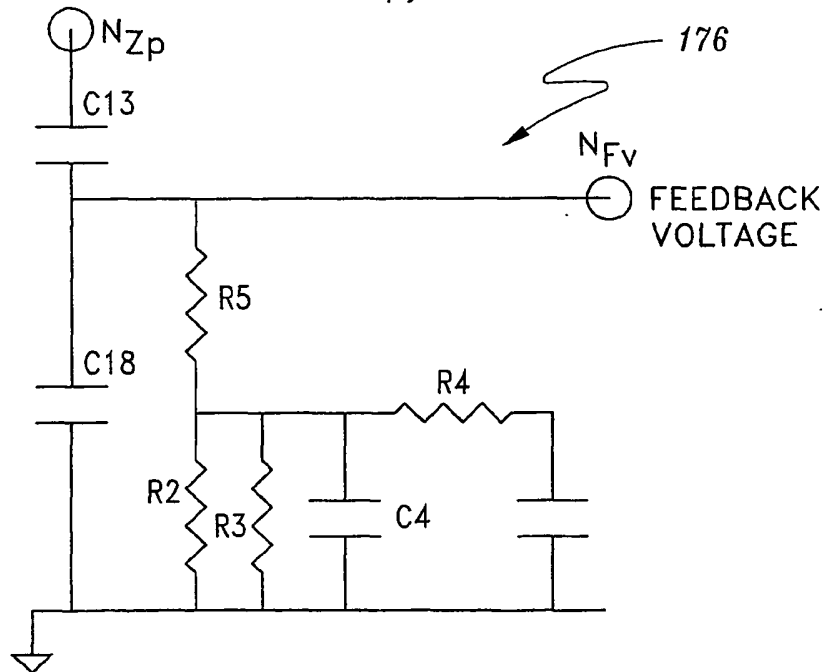 N_Zp
176
C13
N_Fv
FEEDBACK
VOLTAGE
R5
C18
R4
R2
R3
C4